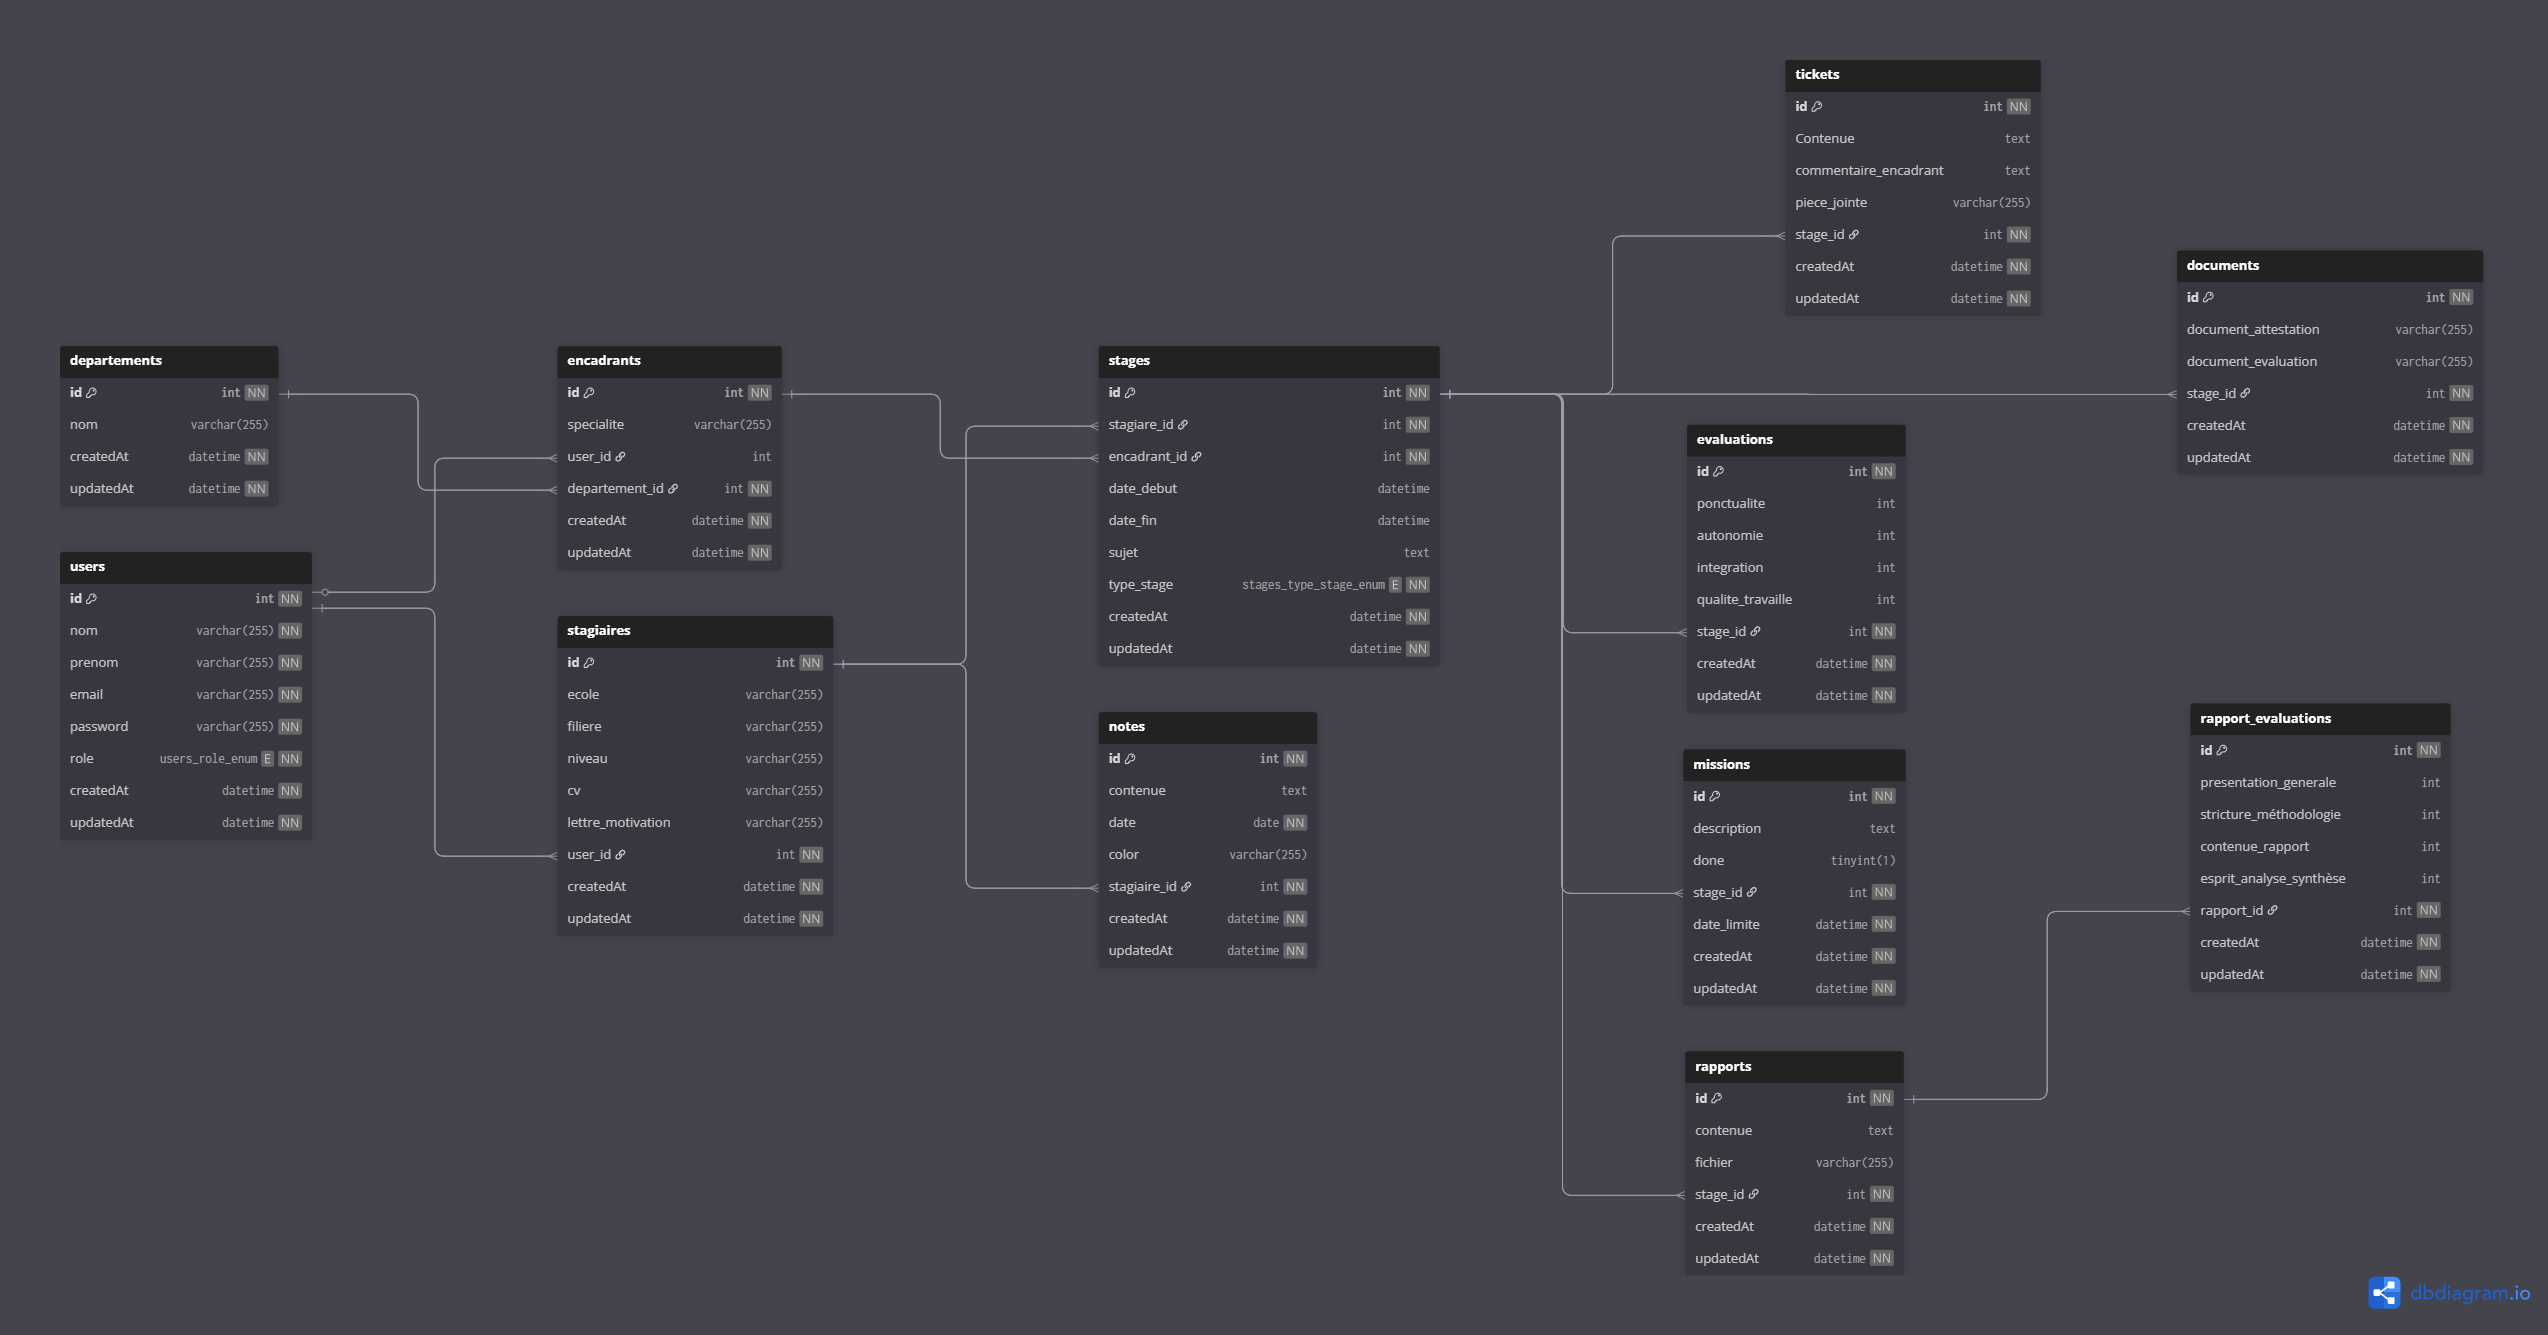 tickets
id int NN
Contenue text
commentaire_encadrant text
piece_jointe varchar(255)
stage_id int NN
createdAt datetime NN
updatedAt datetime NN
documents
id int NN
document_attestation varchar(255)
document_evaluation varchar(255)
stage_id int NN
createdAt datetime NN
updatedAt datetime NN
departements
id int NN
nom varchar(255)
createdAt datetime NN
updatedAt datetime NN
encadrants
id int NN
specialite varchar(255)
user_id int
departement_id int NN
createdAt datetime NN
updatedAt datetime NN
stages
id int NN
stagiare_id int NN
encadrant_id int NN
date_debut datetime
date_fin datetime
sujet text
type_stage stages_type_stage_enum E NN
createdAt datetime NN
updatedAt datetime NN
evaluations
id int NN
ponctualite int
autonomie int
integration int
qualite_travaille int
stage_id int NN
createdAt datetime NN
updatedAt datetime NN
users
id int NN
nom varchar(255) NN
prenom varchar(255) NN
email varchar(255) NN
password varchar(255) NN
role users_role_enum E NN
createdAt datetime NN
updatedAt datetime NN
stagiaires
id int NN
ecole varchar(255)
filiere varchar(255)
niveau varchar(255)
cv varchar(255)
lettre_motivation varchar(255)
user_id int NN
createdAt datetime NN
updatedAt datetime NN
notes
id int NN
contenue text
date date NN
color varchar(255)
stagiaire_id int NN
createdAt datetime NN
updatedAt datetime NN
missions
id int NN
description text
done tinyint(1)
stage_id int NN
date_limite datetime NN
createdAt datetime NN
updatedAt datetime NN
rapport_evaluations
id int NN
presentation_generale int
stricture_méthodologie int
contenue_rapport int
esprit_analyse_synthèse int
rapport_id int NN
createdAt datetime NN
updatedAt datetime NN
rapports
id int NN
contenue text
fichier varchar(255)
stage_id int NN
createdAt datetime NN
updatedAt datetime NN
dbdiagram.io